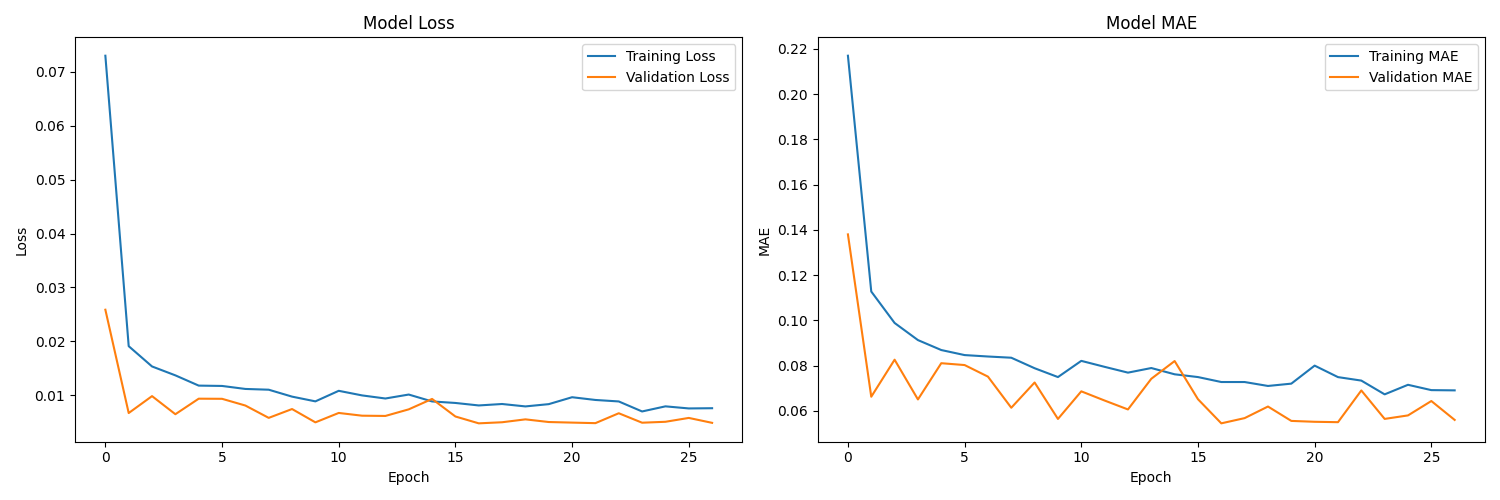 Model Loss
Training Loss
Validation Loss
0.07
0.06
0.05
0.04
0.03
0.02
0.01
Loss
0 5 10 15 20 25
Epoch
Model MAE
Training MAE
Validation MAE
0.22
0.20
0.18
0.16
0.14
0.12
0.10
0.08
0.06
MAE
0 5 10 15 20 25
Epoch